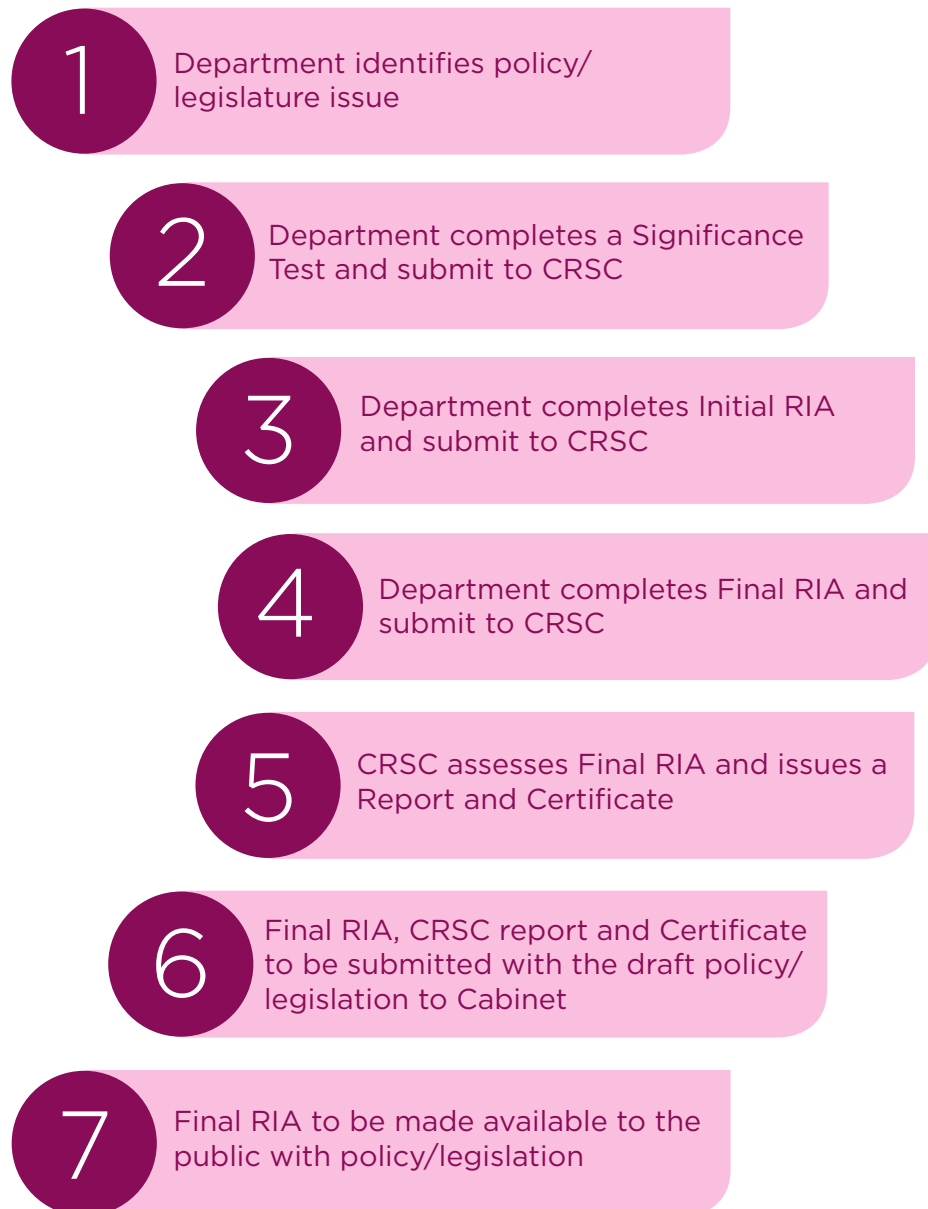 1
Department identifies policy/
legislature issue
2
Department completes a Significance
Test and submit to CRSC
3
Department completes Initial RIA
and submit to CRSC
4
Department completes Final RIA and
submit to CRSC
5
CRSC assesses Final RIA and issues a
Report and Certificate
6
Final RIA, CRSC report and Certificate
to be submitted with the draft policy/
legislation to Cabinet
7
Final RIA to be made available to the
public with policy/legislation